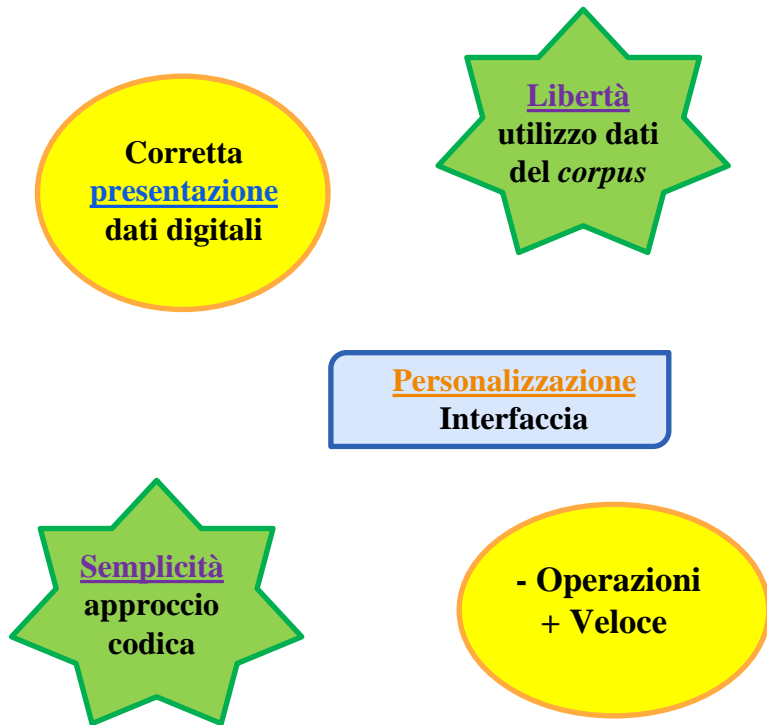 Corretta
presentazione
dati digitali
Libertà
utilizzo dati
del corpus
Personalizzazione
Interfaccia
Semplicità
approccio
codica
- Operazioni
+ Veloce